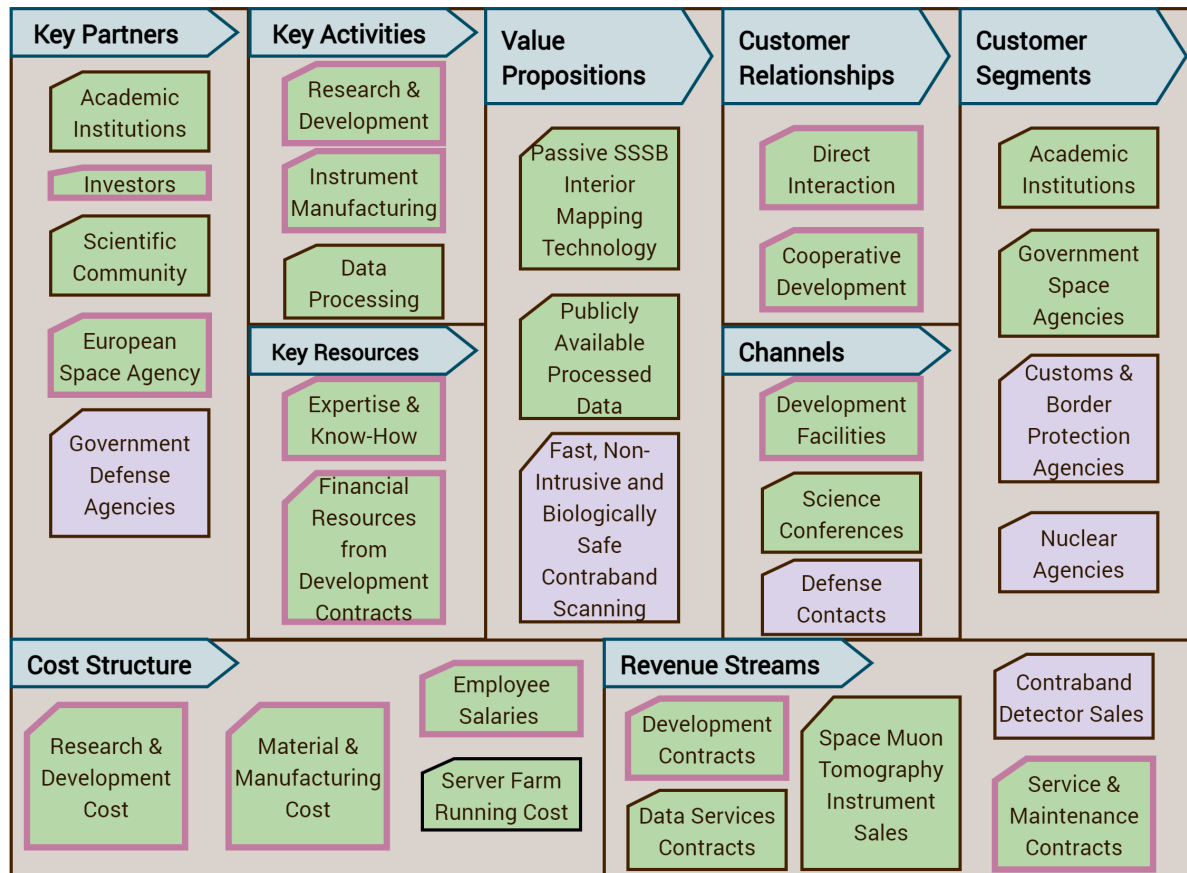 Key Partners
Academic
Institutions
Investors
Scientific
Community
European
Space Agency
Government
Defense
Agencies
Key Activities
Research &
Development
Instrument
Manufacturing
Data
Processing
Key Resources
Expertise &
Know-How
Financial
Resources
from
Development
Contracts
Value
Propositions
Passive SSSB
Interior
Mapping
Technology
Publicly
Available
Processed
Data
Fast, Non-
Intrusive and
Biologically
Safe
Contraband
Scanning
Customer
Relationships
Direct
Interaction
Cooperative
Development
Channels
Development
Facilities
Science
Conferences
Defense
Contacts
Customer
Segments
Academic
Institutions
Government
Space
Agencies
Customs &
Border
Protection
Agencies
Nuclear
Agencies
Cost Structure
Research &
Development
Cost
Material &
Manufacturing
Cost
Employee
Salaries
Server Farm
Running Cost
Revenue Streams
Development
Contracts
Data Services
Contracts
Space Muon
Tomography
Instrument
Sales
Contraband
Detector Sales
Service &
Maintenance
Contracts